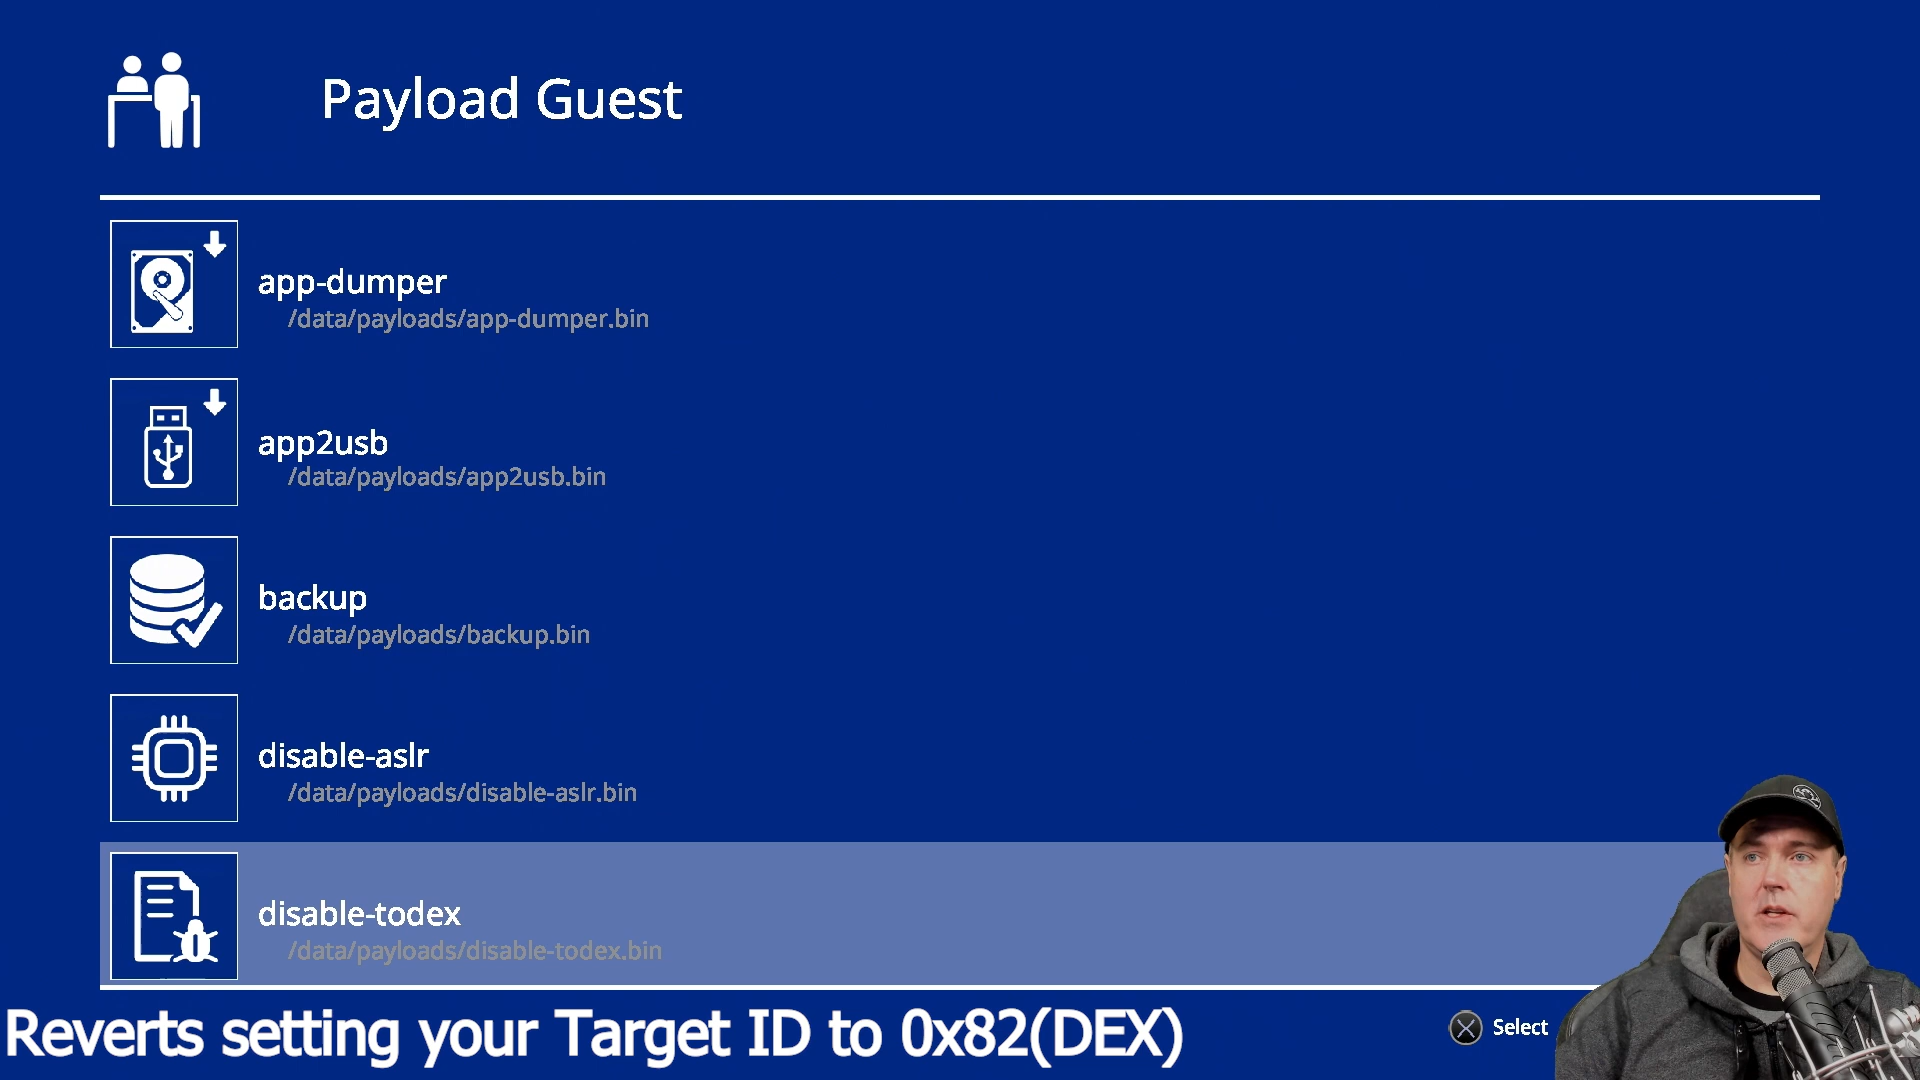 Payload Guest
app-dumper
/data/payloads/app-dumper.bin
app2usb
/data/payloads/app2usb.bin
backup
/data/payloads/backup.bin
disable-aslr
/data/payloads/disable-aslr.bin
disable-todex
/data/payloads/disable-todex.bin
Reverts setting your Target ID to 0x82(DEX)
Select